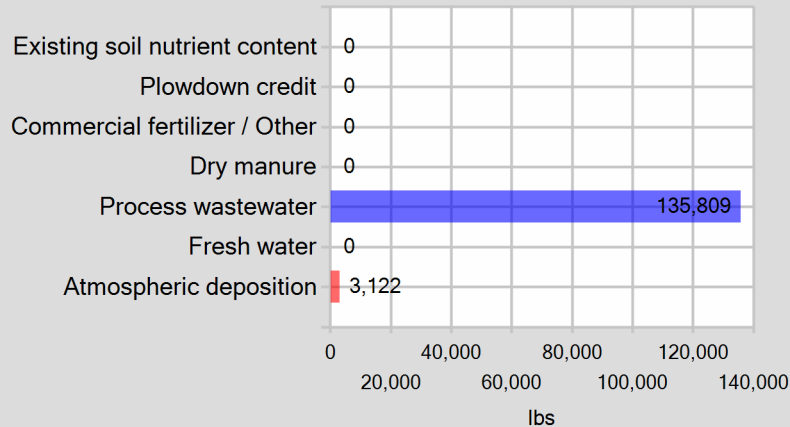 Existing soil nutrient content 0
Plowdown credit 0
Commercial fertilizer / Other 0
Dry manure 0
Process wastewater 135,809
Fresh water 0
Atmospheric deposition 3,122
0 40,000 80,000 120,000
20,000 60,000 100,000 140,000
lbs